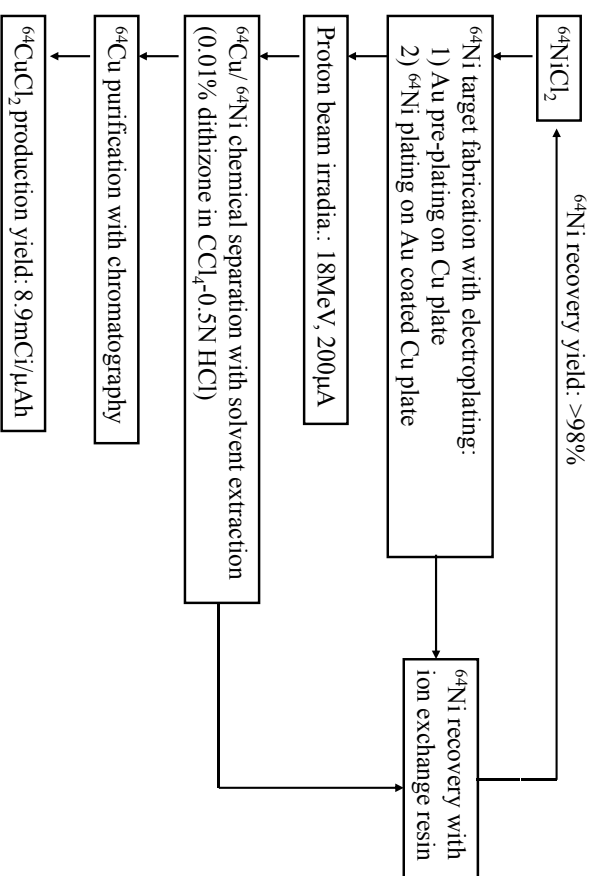 ⁶⁴NiCl₂
⁶⁴Ni recovery yield: >98%
⁶⁴Ni target fabrication with electroplating:
1) Au pre-plating on Cu plate
2) ⁶⁴Ni plating on Au coated Cu plate
⁶⁴Ni recovery with
ion exchange resin
Proton beam irradia.: 18MeV, 200μA
⁶⁴Cu/ ⁶⁴Ni chemical separation with solvent extraction
(0.01% dithizone in CCl₄-0.5N HCl)
⁶⁴Cu purification with chromatography
⁶⁴CuCl₂ production yield: 8.9mCi/μAh